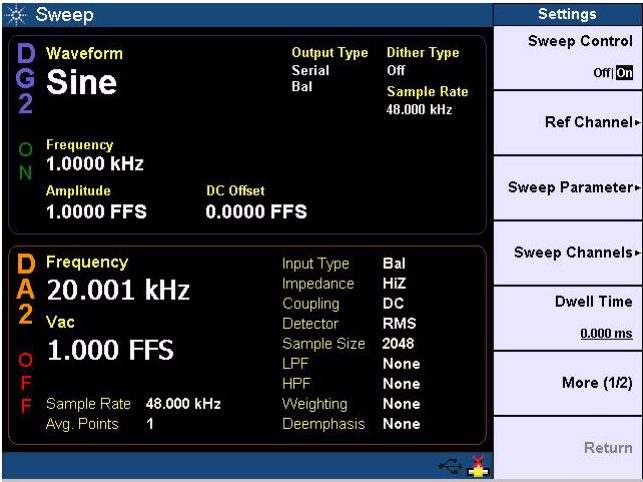 Sweep
Settings
DG2
ON
Waveform
Sine
Output Type
Serial
Bal
Dither Type
Off
Sample Rate
48.000 kHz
Frequency
1.0000 kHz
Amplitude
1.0000 FFS
DC Offset
0.0000 FFS
DA2
OFF
Frequency
20.001 kHz
Vac
1.000 FFS
Sample Rate 48.000 kHz
Avg. Points 1
Input Type Bal
Impedance HiZ
Coupling DC
Detector RMS
Sample Size 2048
LPF None
HPF None
Weighting None
Deemphasis None
Sweep Control
Off|On
Ref Channel
Sweep Parameter
Sweep Channels
Dwell Time
0.000 ms
More (1/2)
Return